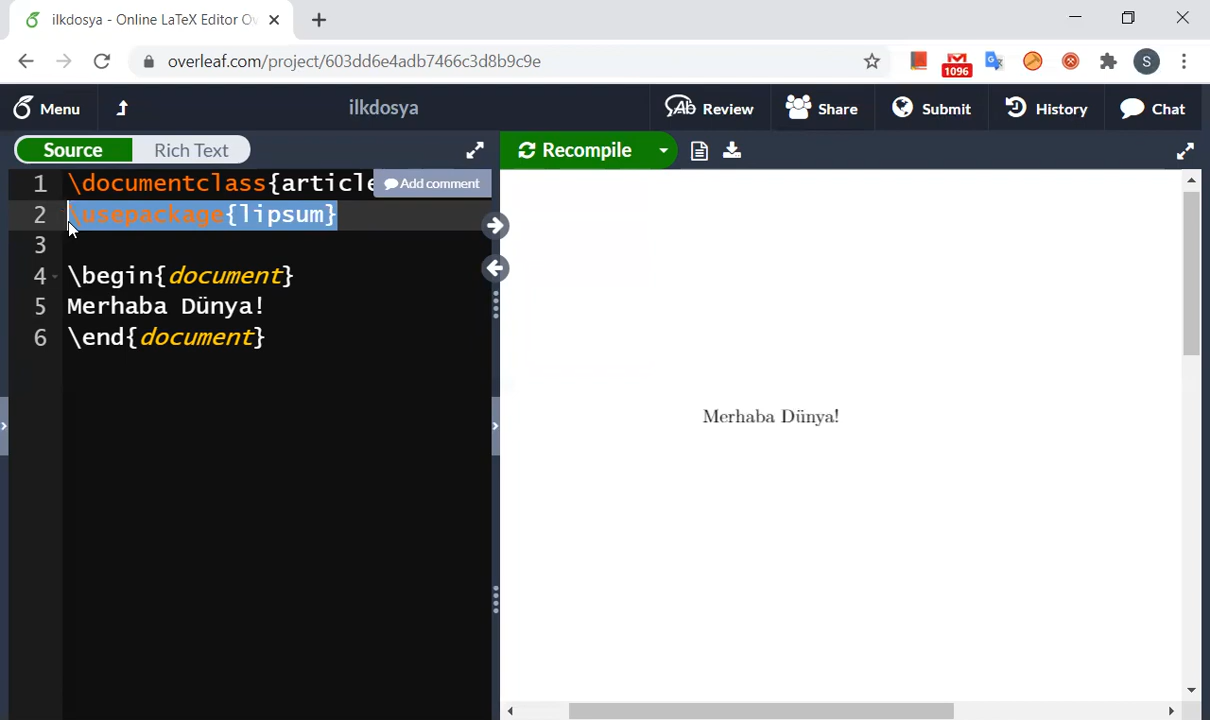 ilkdosya - Online LaTeX Editor Ov
overleaf.com/project/603dd6e4adb7466c3d8b9c9e
1096
S
Menu
ilkdosya
Ab Review
Share
Submit
History
Chat
Source
Rich Text
Recompile
1 \documentclass{article
Add comment
2 \usepackage{lipsum}
3
4 \begin{document}
5 Merhaba Dünya!
6 \end{document}
Merhaba Dünya!